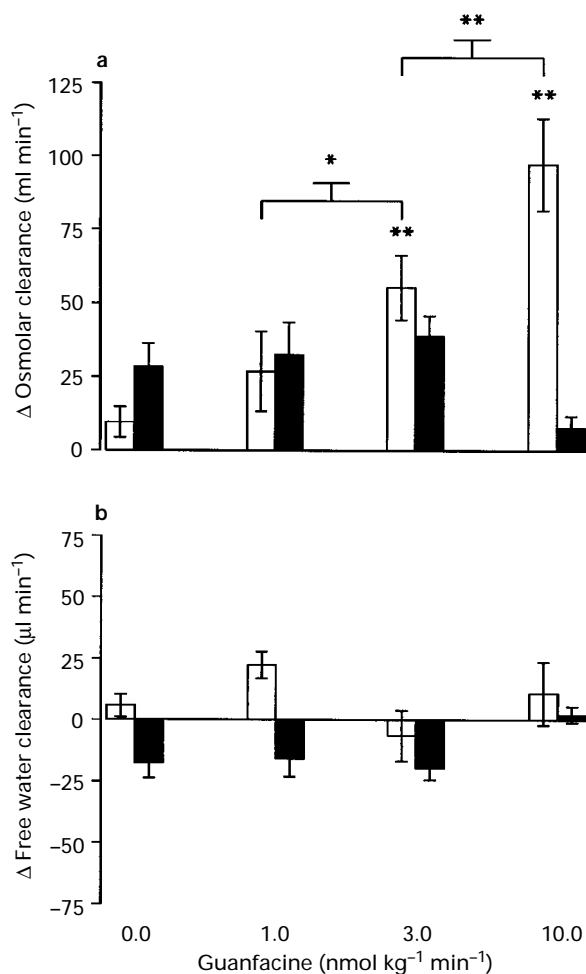 **
a
125
**
100
*
75
**
50
25
0
Δ Osmolar clearance (ml min⁻¹)
b
75
50
25
0
−25
−50
−75
Δ Free water clearance (µl min⁻¹)
0.0 1.0 3.0 10.0
Guanfacine (nmol kg⁻¹ min⁻¹)